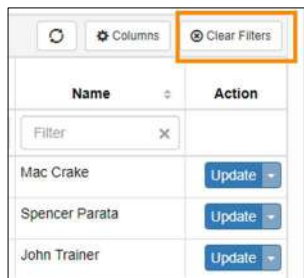 Columns Clear Filters
Name Action
Filter
Mac Crake Update
Spencer Parata Update
John Trainer Update